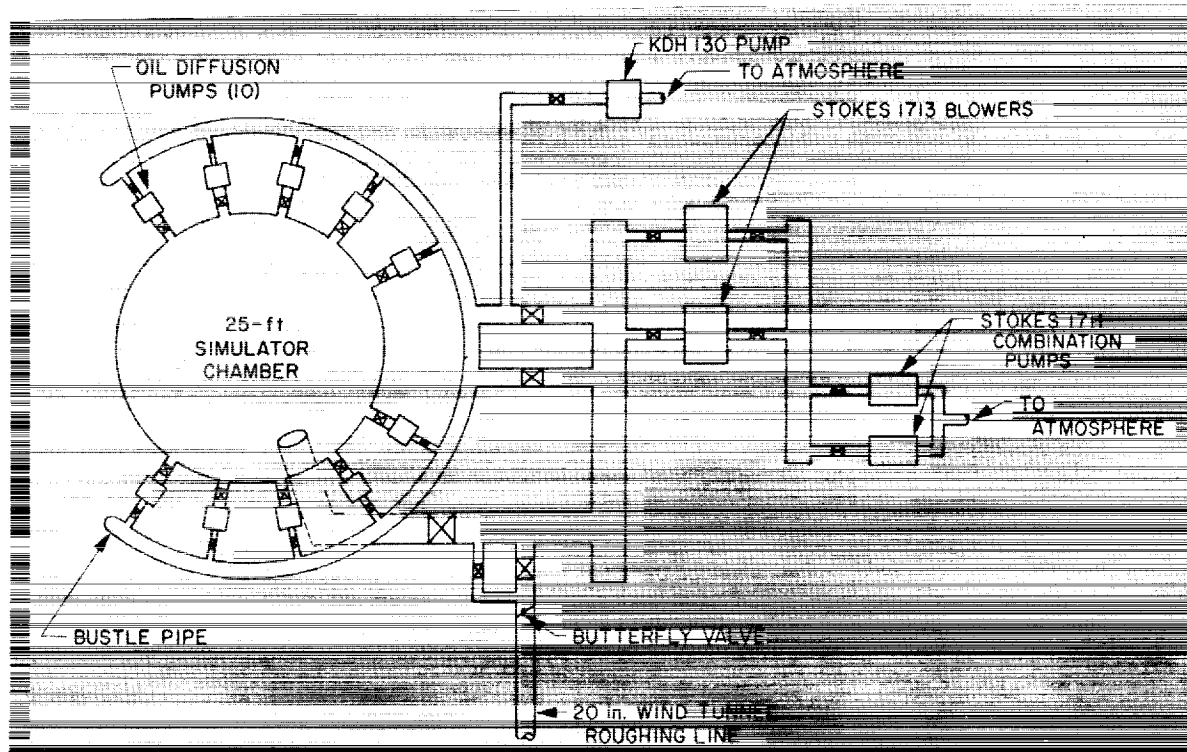 KDH 130 PUMP
OIL DIFFUSION
PUMPS (10)
TO ATMOSPHERE
STOKES 1713 BLOWERS
25-ft
SIMULATOR
CHAMBER
STOKES 1711
COMBINATION
PUMPS
TO
ATMOSPHERE
BUSTLE PIPE
BUTTERFLY VALVE
20 in. WIND TUNNEL
ROUGHING LINE